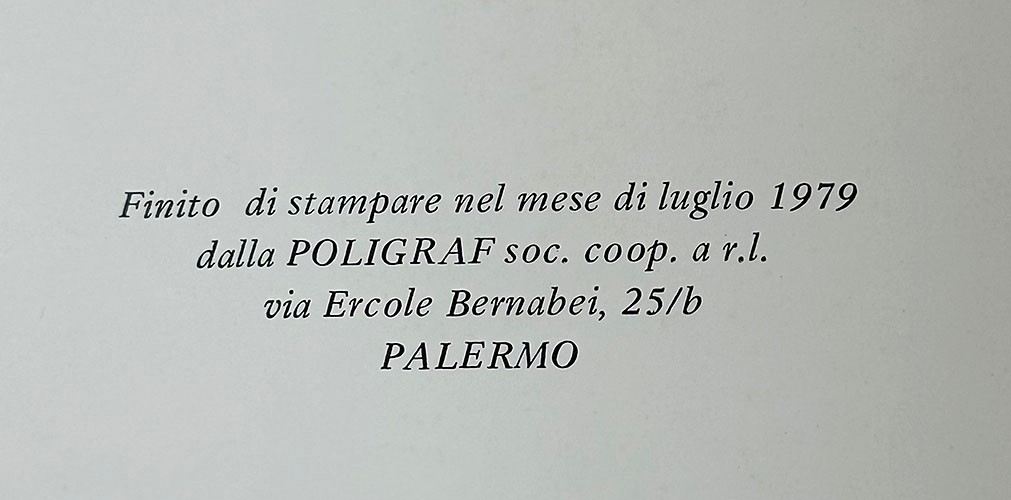 Finito di stampare nel mese di luglio 1979
dalla POLIGRAF soc. coop. a r.l.
via Ercole Bernabei, 25/b
PALERMO